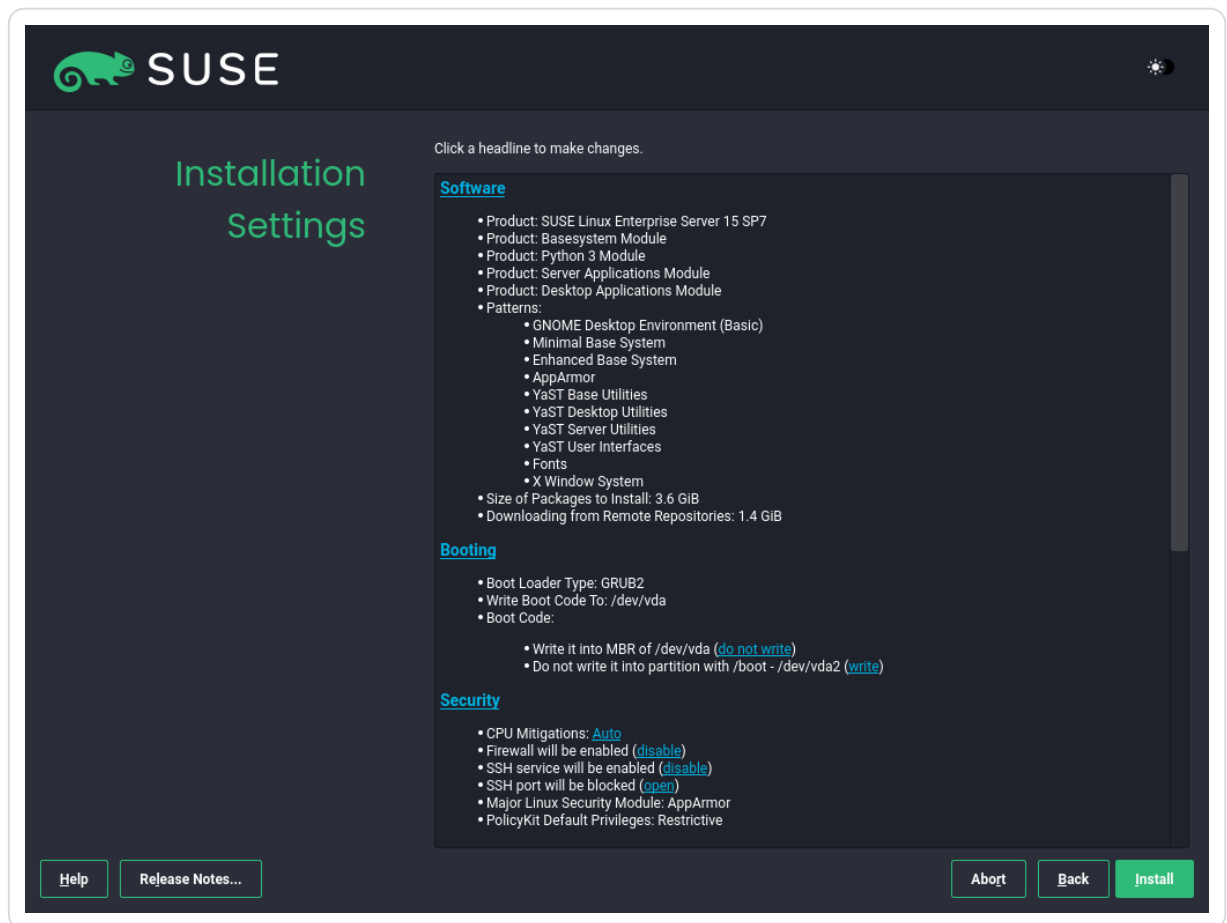 SUSE
Installation
Settings
Click a headline to make changes.
Software
• Product: SUSE Linux Enterprise Server 15 SP7
• Product: Basesystem Module
• Product: Python 3 Module
• Product: Server Applications Module
• Product: Desktop Applications Module
• Patterns:
• GNOME Desktop Environment (Basic)
• Minimal Base System
• Enhanced Base System
• AppArmor
• YaST Base Utilities
• YaST Desktop Utilities
• YaST Server Utilities
• YaST User Interfaces
• Fonts
• X Window System
• Size of Packages to Install: 3.6 GiB
• Downloading from Remote Repositories: 1.4 GiB
Booting
• Boot Loader Type: GRUB2
• Write Boot Code To: /dev/vda
• Boot Code:
• Write it into MBR of /dev/vda (do not write)
• Do not write it into partition with /boot - /dev/vda2 (write)
Security
• CPU Mitigations: Auto
• Firewall will be enabled (disable)
• SSH service will be enabled (disable)
• SSH port will be blocked (open)
• Major Linux Security Module: AppArmor
• PolicyKit Default Privileges: Restrictive
Help Release Notes... Abort Back Install